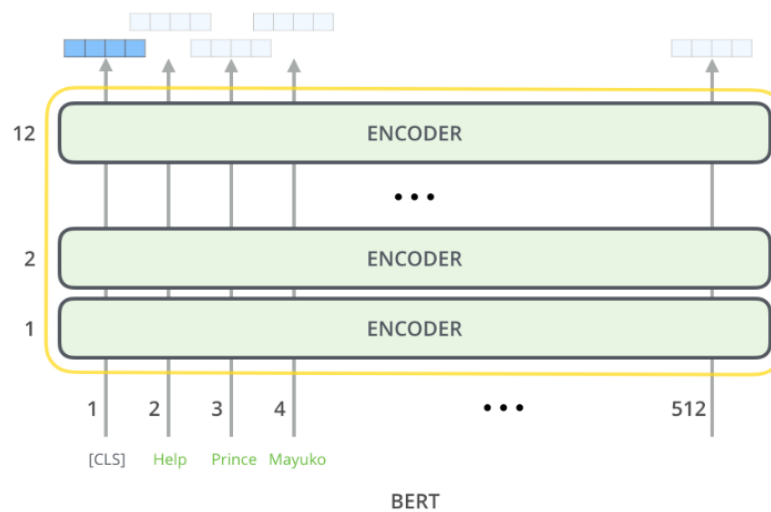 12 ENCODER
...
2 ENCODER
1 ENCODER
1 2 3 4 ... 512
[CLS] Help Prince Mayuko
BERT